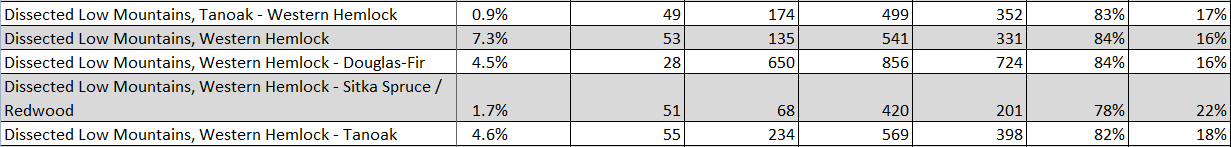 Dissected Low Mountains, Tanoak - Western Hemlock 0.9% 49 174 499 352 83% 17%
Dissected Low Mountains, Western Hemlock 7.3% 53 135 541 331 84% 16%
Dissected Low Mountains, Western Hemlock - Douglas-Fir 4.5% 28 650 856 724 84% 16%
Dissected Low Mountains, Western Hemlock - Sitka Spruce /
Redwood 1.7% 51 68 420 201 78% 22%
Dissected Low Mountains, Western Hemlock - Tanoak 4.6% 55 234 569 398 82% 18%